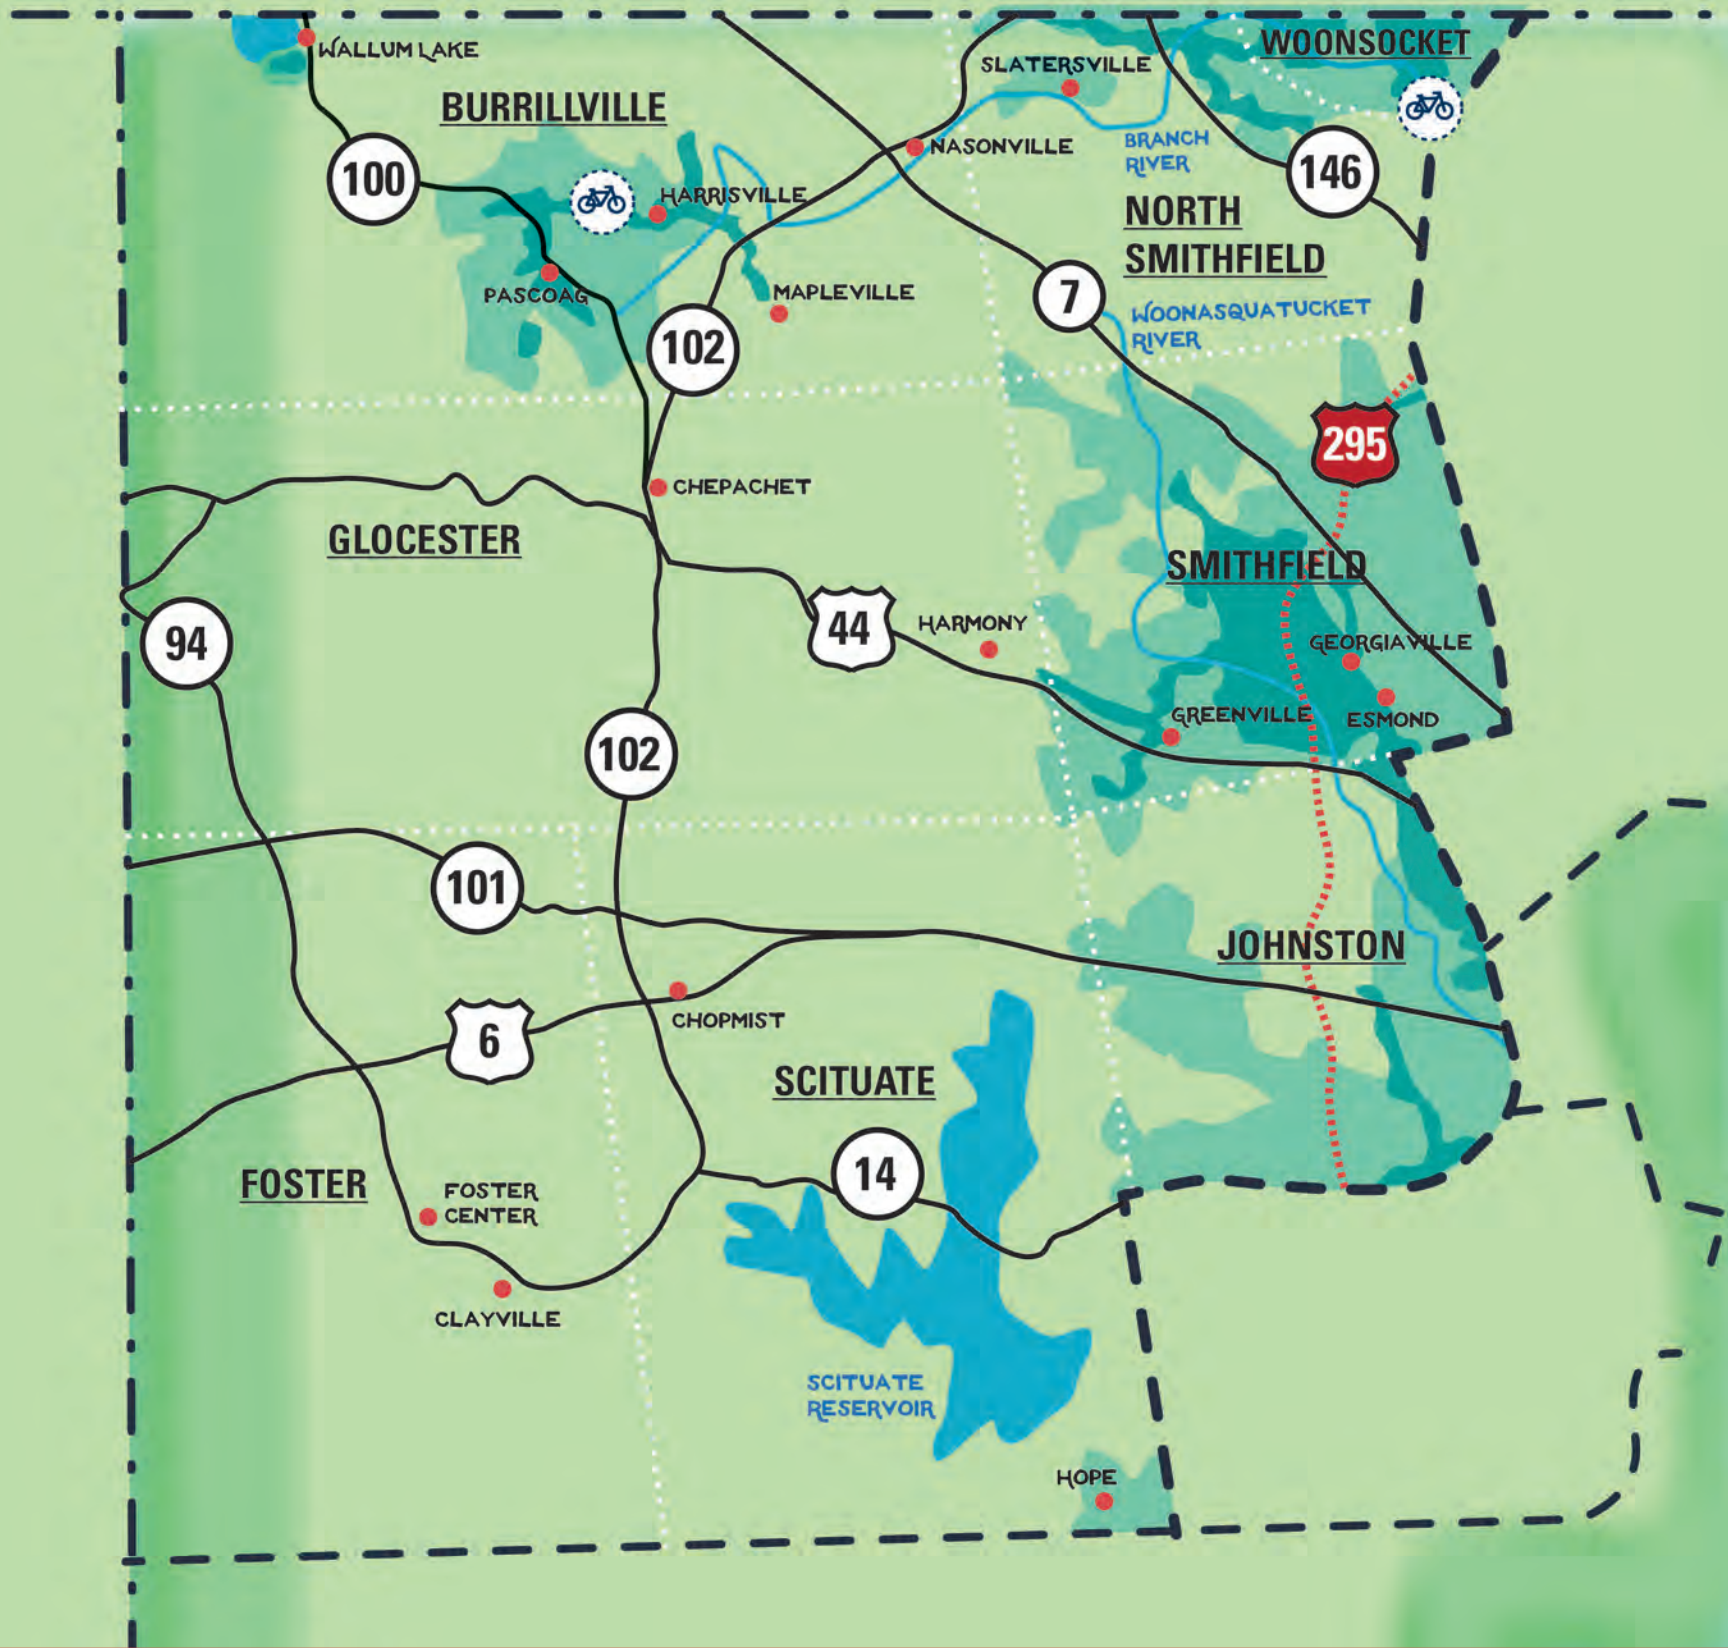 WALLUM LAKE
WOONSOCKET
SLATERSVILLE
BURRILLVILLE
NASONVILLE
BRANCH
RIVER
100
146
HARRISVILLE
NORTH
SMITHFIELD
PASCOAG
MAPLEVILLE
7
WOONASQUATUCKET
RIVER
102
295
CHEPACHET
GLOCESTER
SMITHFIELD
94
44
HARMONY
GEORGIAVILLE
GREENVILLE
ESMOND
102
101
JOHNSTON
6
CHOPMIST
SCITUATE
14
FOSTER
FOSTER
CENTER
CLAYVILLE
SCITUATE
RESERVOIR
HOPE